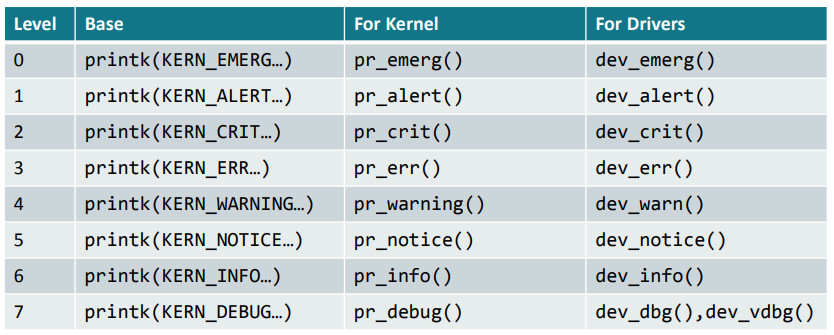 Level Base For Kernel For Drivers
0 printk(KERN_EMERG…) pr_emerg() dev_emerg()
1 printk(KERN_ALERT…) pr_alert() dev_alert()
2 printk(KERN_CRIT…) pr_crit() dev_crit()
3 printk(KERN_ERR…) pr_err() dev_err()
4 printk(KERN_WARNING…) pr_warning() dev_warn()
5 printk(KERN_NOTICE…) pr_notice() dev_notice()
6 printk(KERN_INFO…) pr_info() dev_info()
7 printk(KERN_DEBUG…) pr_debug() dev_dbg(),dev_vdbg()